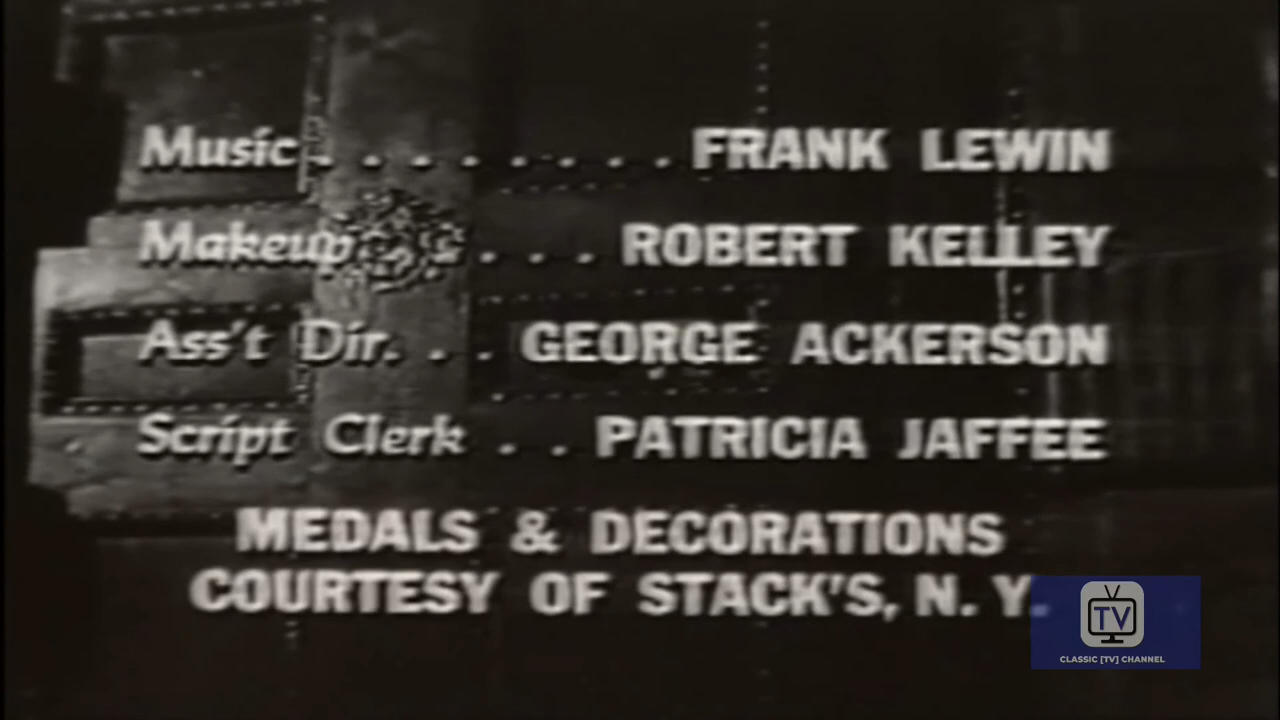 Music . . . . . . . . FRANK LEWIN
Makeup . . . . . ROBERT KELLEY
Ass't Dir. . . GEORGE ACKERSON
Script Clerk . . PATRICIA JAFFEE
MEDALS & DECORATIONS
COURTESY OF STACK'S, N. Y.
TV
CLASSIC [TV] CHANNEL